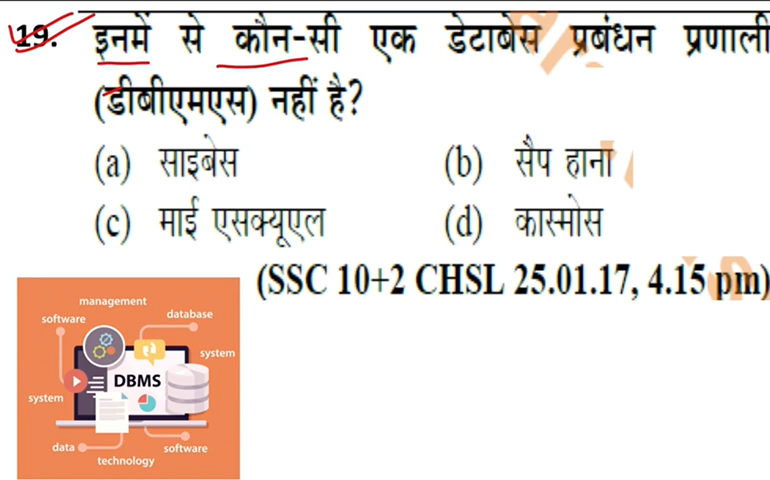 19. इनमें से कौन-सी एक डेटाबेस प्रबंधन प्रणाली
(डीबीएमएस) नहीं है?
(a) साइबेस (b) सैप हाना
(c) माई एसक्यूएल (d) कास्मोस
(SSC 10+2 CHSL 25.01.17, 4.15 pm)
management
software database
system
DBMS
system
data software
technology